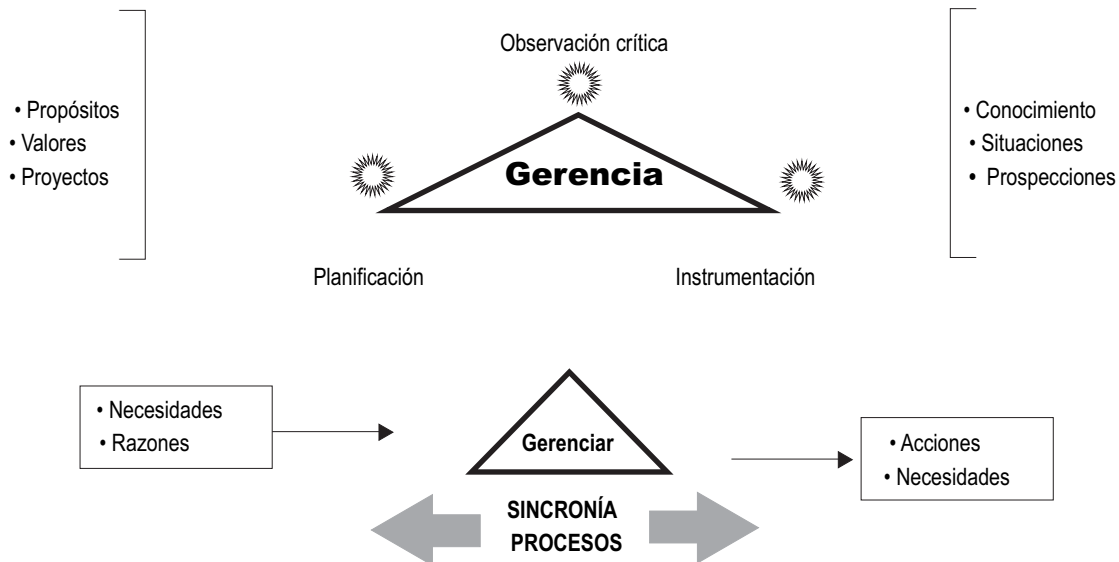 Observación crítica
• Propósitos
• Valores
• Proyectos
Gerencia
• Conocimiento
• Situaciones
• Prospecciones
Planificación
Instrumentación
• Necesidades
• Razones
Gerenciar
• Acciones
• Necesidades
SINCRONÍA
PROCESOS